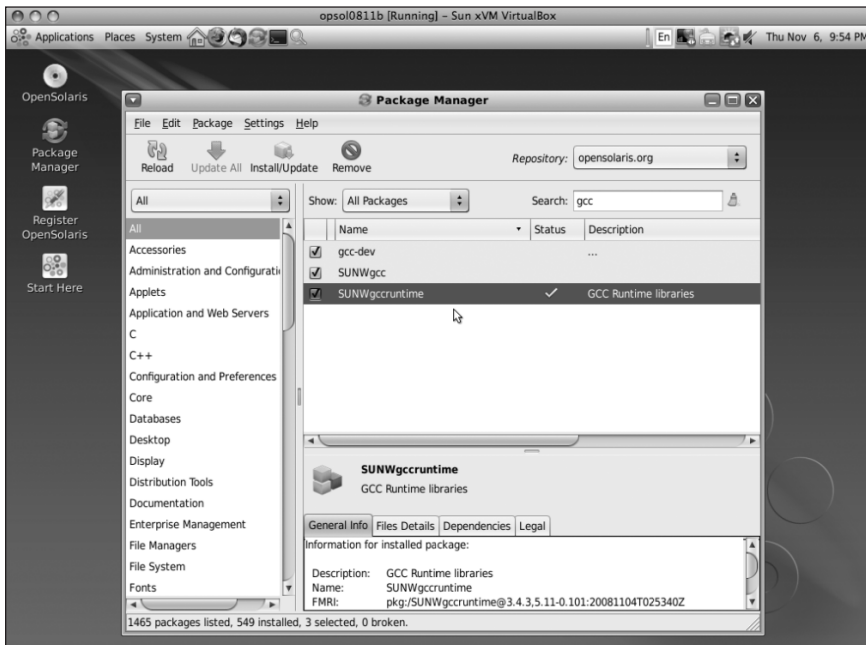 opsol0811b [Running] – Sun xVM VirtualBox
Applications Places System En Thu Nov 6, 9:54 PM
OpenSolaris
Package
Manager
Register
OpenSolaris
Start Here
Package Manager
File Edit Package Settings Help
Reload Update All Install/Update Remove Repository: opensolaris.org
All Show: All Packages Search: gcc
Name Status Description
All
Accessories
Administration and Configurati
Applets
Application and Web Servers
C
C++
Configuration and Preferences
Core
Databases
Desktop
Display
Distribution Tools
Documentation
Enterprise Management
File Managers
File System
Fonts
gcc-dev ...
SUNWgcc
SUNWgccruntime GCC Runtime libraries
SUNWgccruntime
GCC Runtime libraries
General Info Files Details Dependencies Legal
Information for installed package:
Description: GCC Runtime libraries
Name: SUNWgccruntime
FMRI: pkg:/SUNWgccruntime@3.4.3,5.11-0.101:20081104T025340Z
1465 packages listed, 549 installed, 3 selected, 0 broken.